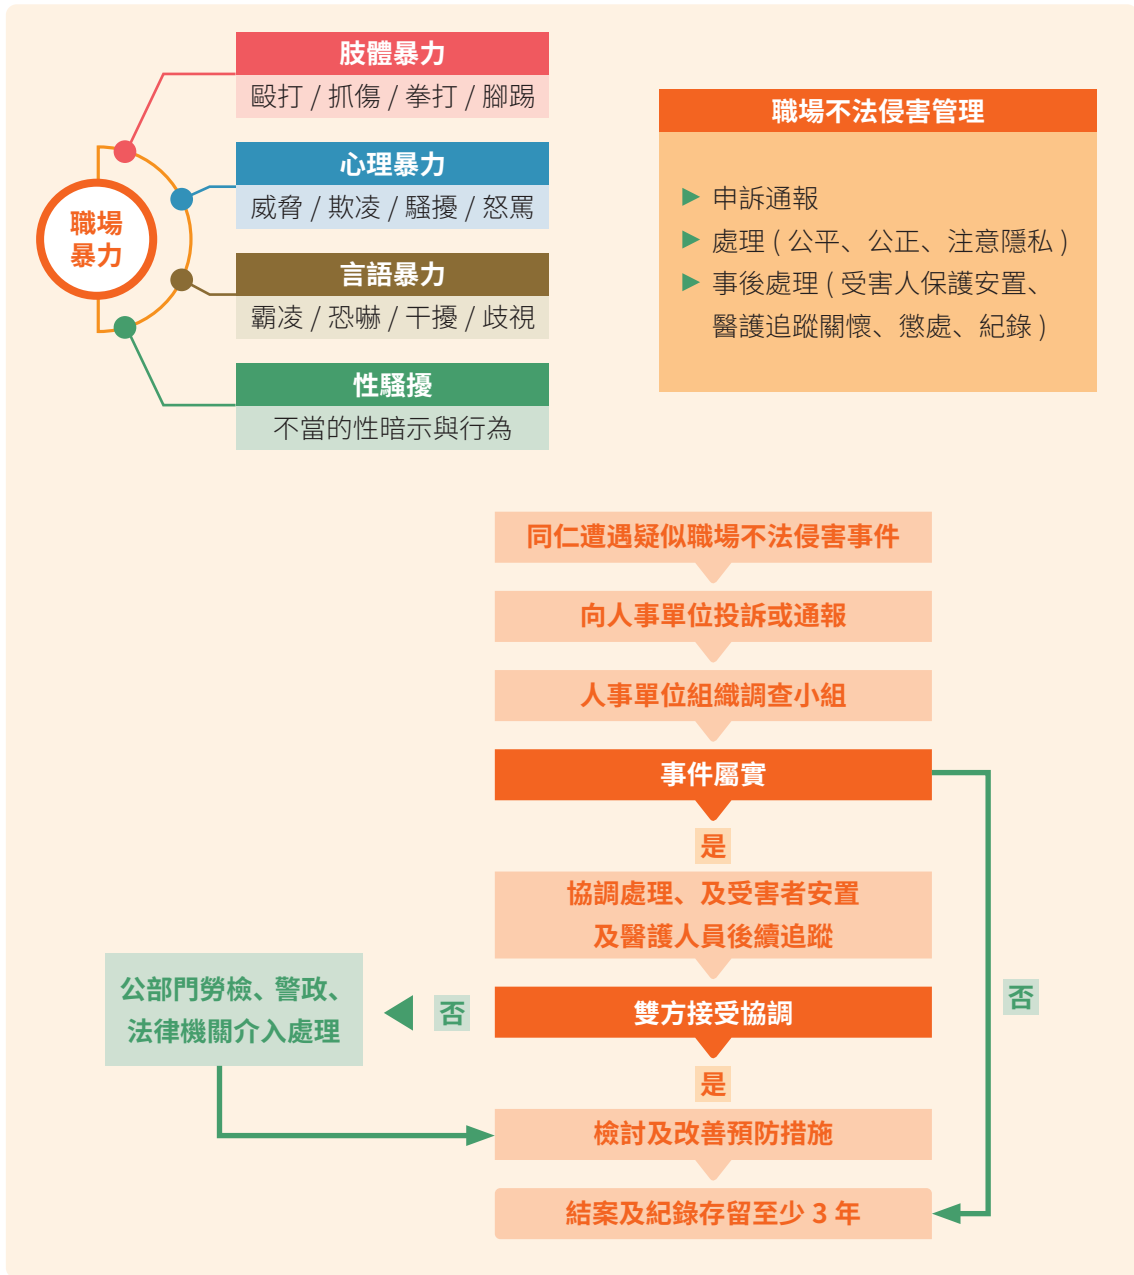 職場
暴力
肢體暴力
毆打 / 抓傷 / 拳打 / 腳踢
心理暴力
威脅 / 欺凌 / 騷擾 / 怒罵
言語暴力
霸凌 / 恐嚇 / 干擾 / 歧視
性騷擾
不當的性暗示與行為
職場不法侵害管理
申訴通報
處理 ( 公平、公正、注意隱私 )
事後處理 ( 受害人保護安置、
醫護追蹤關懷、懲處、紀錄 )
同仁遭遇疑似職場不法侵害事件
向人事單位投訴或通報
人事單位組織調查小組
事件屬實
是
協調處理、及受害者安置
及醫護人員後續追蹤
否
雙方接受協調
否
公部門勞檢、警政、
法律機關介入處理
是
檢討及改善預防措施
結案及紀錄存留至少 3 年